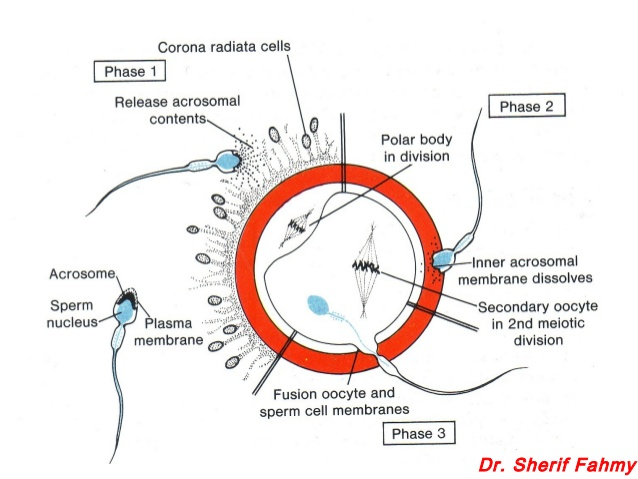 Corona radiata cells
Phase 1
Release acrosomal
contents
Phase 2
Polar body
in division
Inner acrosomal
membrane dissolves
Acrosome
Sperm
nucleus
Plasma
membrane
Secondary oocyte
in 2nd meiotic
division
Fusion oocyte and
sperm cell membranes
Phase 3
Dr. Sherif Fahmy